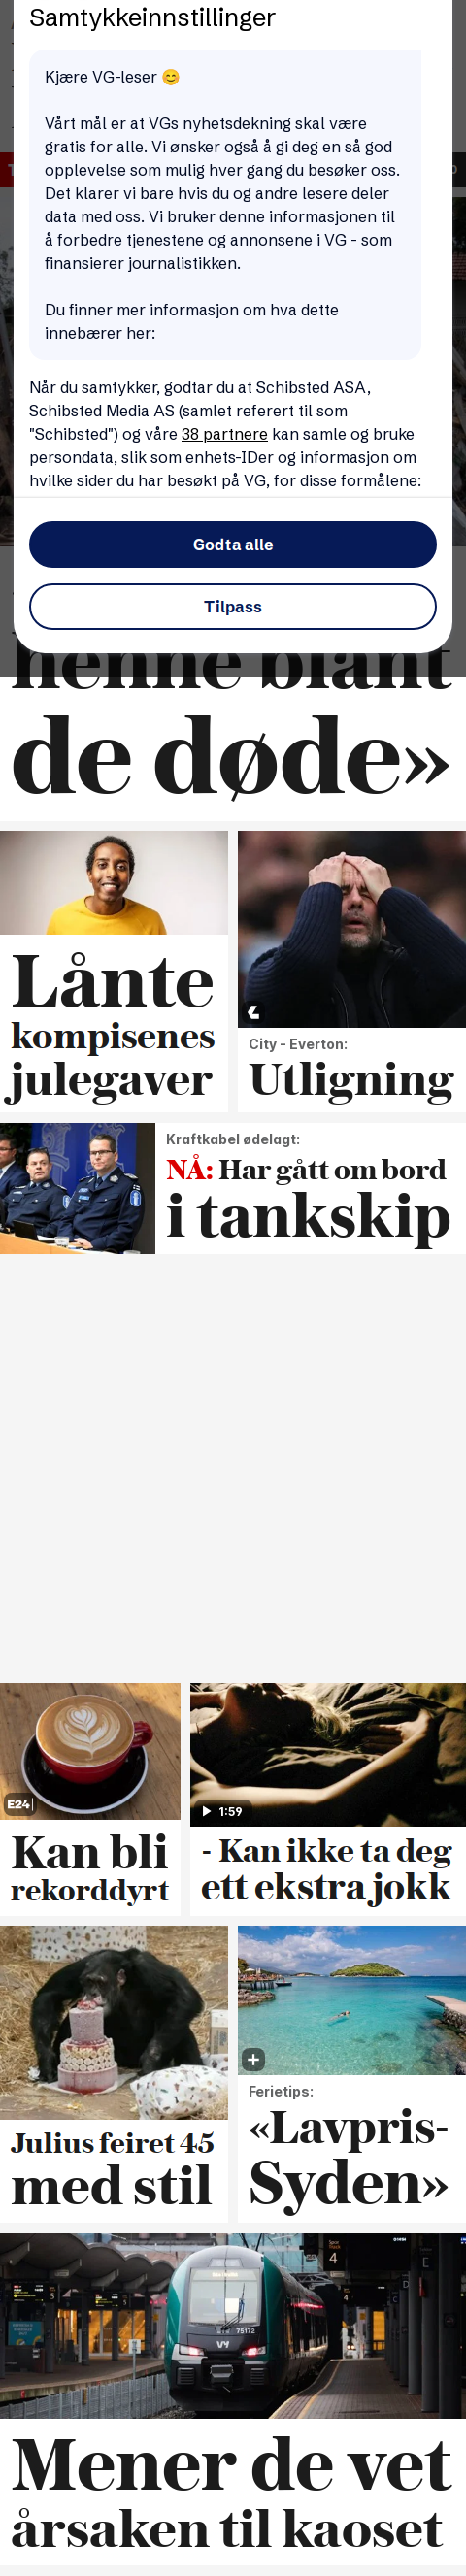 Samtykkeinnstillinger
Kjære VG-leser 😊
Vårt mål er at VGs nyhetsdekning skal være
gratis for alle. Vi ønsker også å gi deg en så god
opplevelse som mulig hver gang du besøker oss.
Det klarer vi bare hvis du og andre lesere deler
data med oss. Vi bruker denne informasjonen til
å forbedre tjenestene og annonsene i VG - som
finansierer journalistikken.
Du finner mer informasjon om hva dette
innebærer her:
Når du samtykker, godtar du at Schibsted ASA,
Schibsted Media AS (samlet referert til som
"Schibsted") og våre 38 partnere kan samle og bruke
persondata, slik som enhets-IDer og informasjon om
hvilke sider du har besøkt på VG, for disse formålene:
Godta alle
Tilpass
henne blant
de døde»
Lånte
kompisenes
julegaver
City - Everton:
Utligning
Kraftkabel ødelagt:
NÅ: Har gått om bord
i tankskip
E24
Kan bli
rekorddyrt
1:59
- Kan ikke ta deg
ett ekstra jokk
Julius feiret 45
med stil
Ferietips:
«Lavpris-
Syden»
4
E
D
C
75172
Mener de vet
årsaken til kaoset